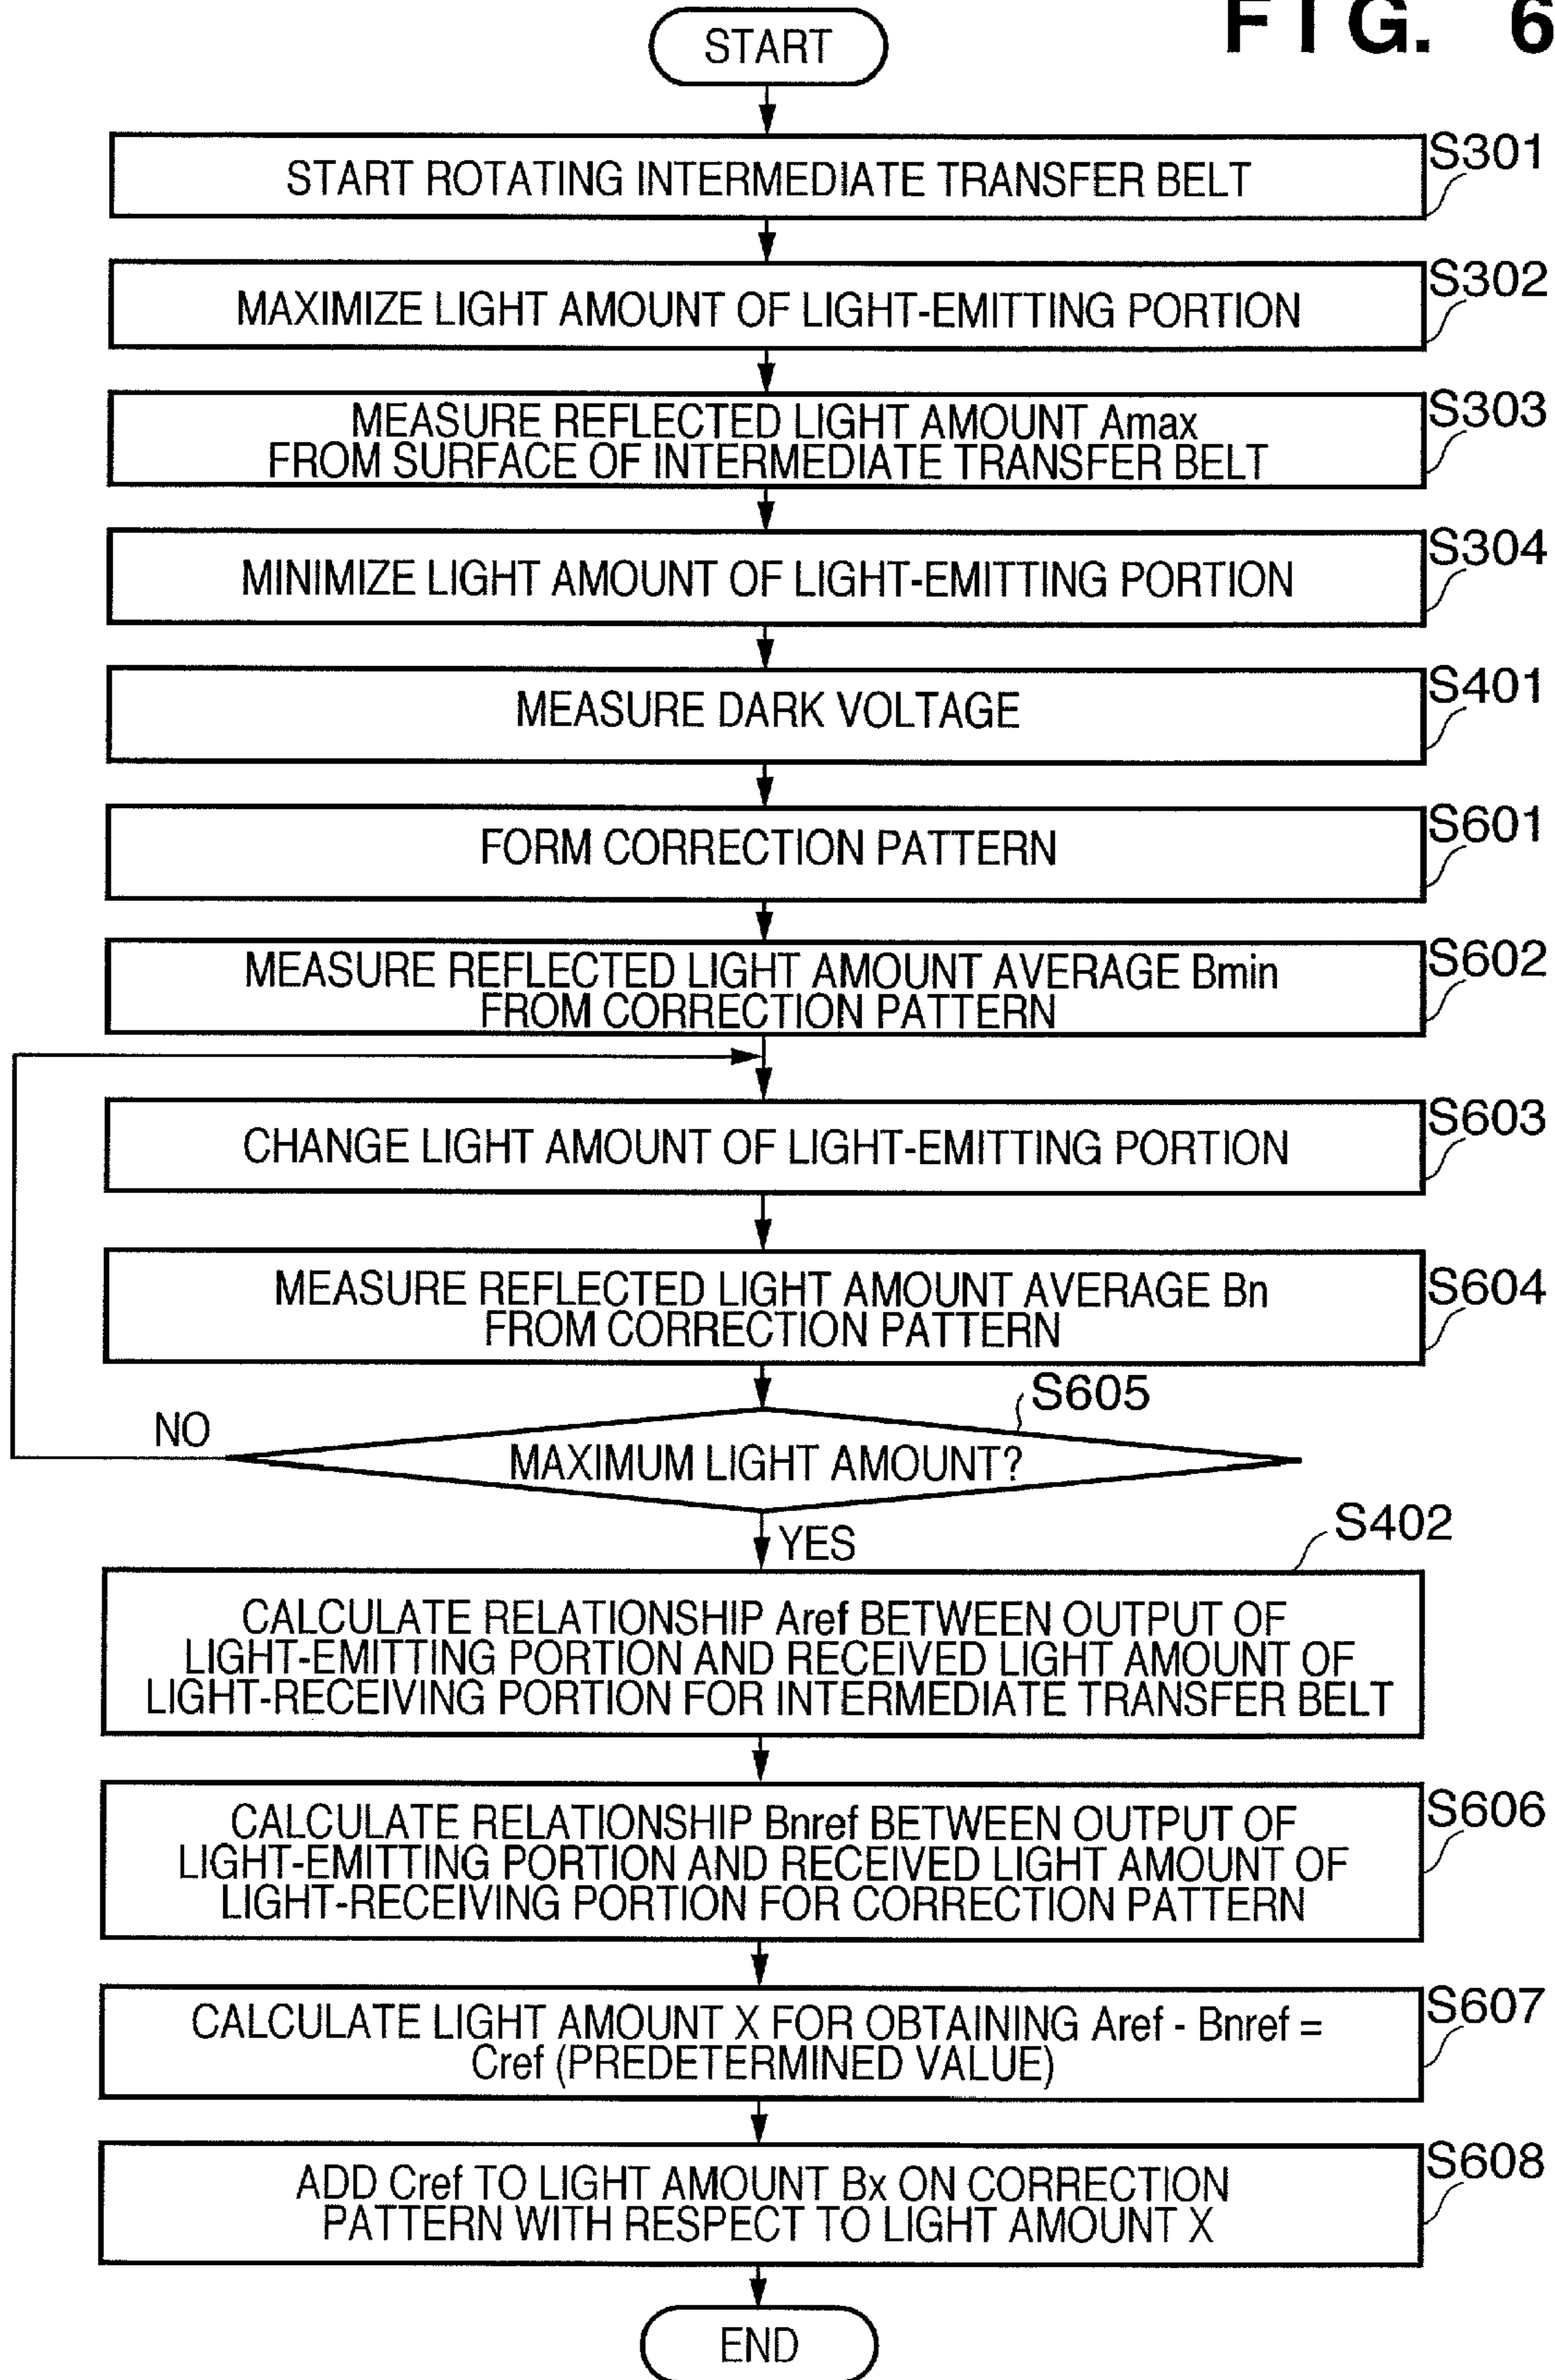 FIG. 6
START
START ROTATING INTERMEDIATE TRANSFER BELT
S301
MAXIMIZE LIGHT AMOUNT OF LIGHT-EMITTING PORTION
S302
MEASURE REFLECTED LIGHT AMOUNT Amax
FROM SURFACE OF INTERMEDIATE TRANSFER BELT
S303
MINIMIZE LIGHT AMOUNT OF LIGHT-EMITTING PORTION
S304
MEASURE DARK VOLTAGE
S401
FORM CORRECTION PATTERN
S601
MEASURE REFLECTED LIGHT AMOUNT AVERAGE Bmin
FROM CORRECTION PATTERN
S602
CHANGE LIGHT AMOUNT OF LIGHT-EMITTING PORTION
S603
MEASURE REFLECTED LIGHT AMOUNT AVERAGE Bn
FROM CORRECTION PATTERN
S604
S605
NO
MAXIMUM LIGHT AMOUNT?
YES
S402
CALCULATE RELATIONSHIP Aref BETWEEN OUTPUT OF
LIGHT-EMITTING PORTION AND RECEIVED LIGHT AMOUNT OF
LIGHT-RECEIVING PORTION FOR INTERMEDIATE TRANSFER BELT
CALCULATE RELATIONSHIP Bnref BETWEEN OUTPUT OF
LIGHT-EMITTING PORTION AND RECEIVED LIGHT AMOUNT OF
LIGHT-RECEIVING PORTION FOR CORRECTION PATTERN
S606
CALCULATE LIGHT AMOUNT X FOR OBTAINING Aref - Bnref =
Cref (PREDETERMINED VALUE)
S607
ADD Cref TO LIGHT AMOUNT Bx ON CORRECTION
PATTERN WITH RESPECT TO LIGHT AMOUNT X
S608
END